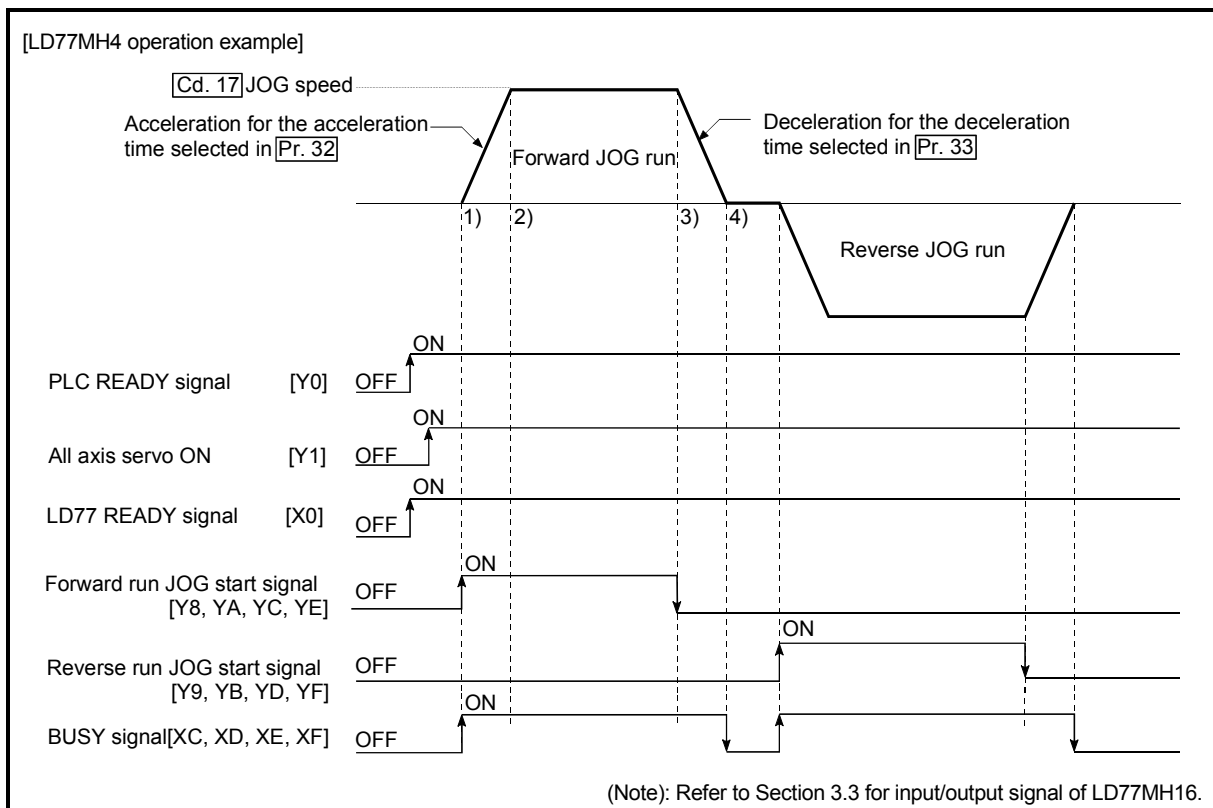 [LD77MH4 operation example]
Cd. 17 JOG speed
Acceleration for the acceleration
time selected in Pr. 32
Forward JOG run
Deceleration for the deceleration
time selected in Pr. 33
1) 2) 3) 4)
Reverse JOG run
ON
PLC READY signal [Y0] OFF
ON
All axis servo ON [Y1] OFF
ON
LD77 READY signal [X0] OFF
ON
Forward run JOG start signal OFF
[Y8, YA, YC, YE]
ON
Reverse run JOG start signal OFF
[Y9, YB, YD, YF]
ON
BUSY signal[XC, XD, XE, XF] OFF
(Note): Refer to Section 3.3 for input/output signal of LD77MH16.